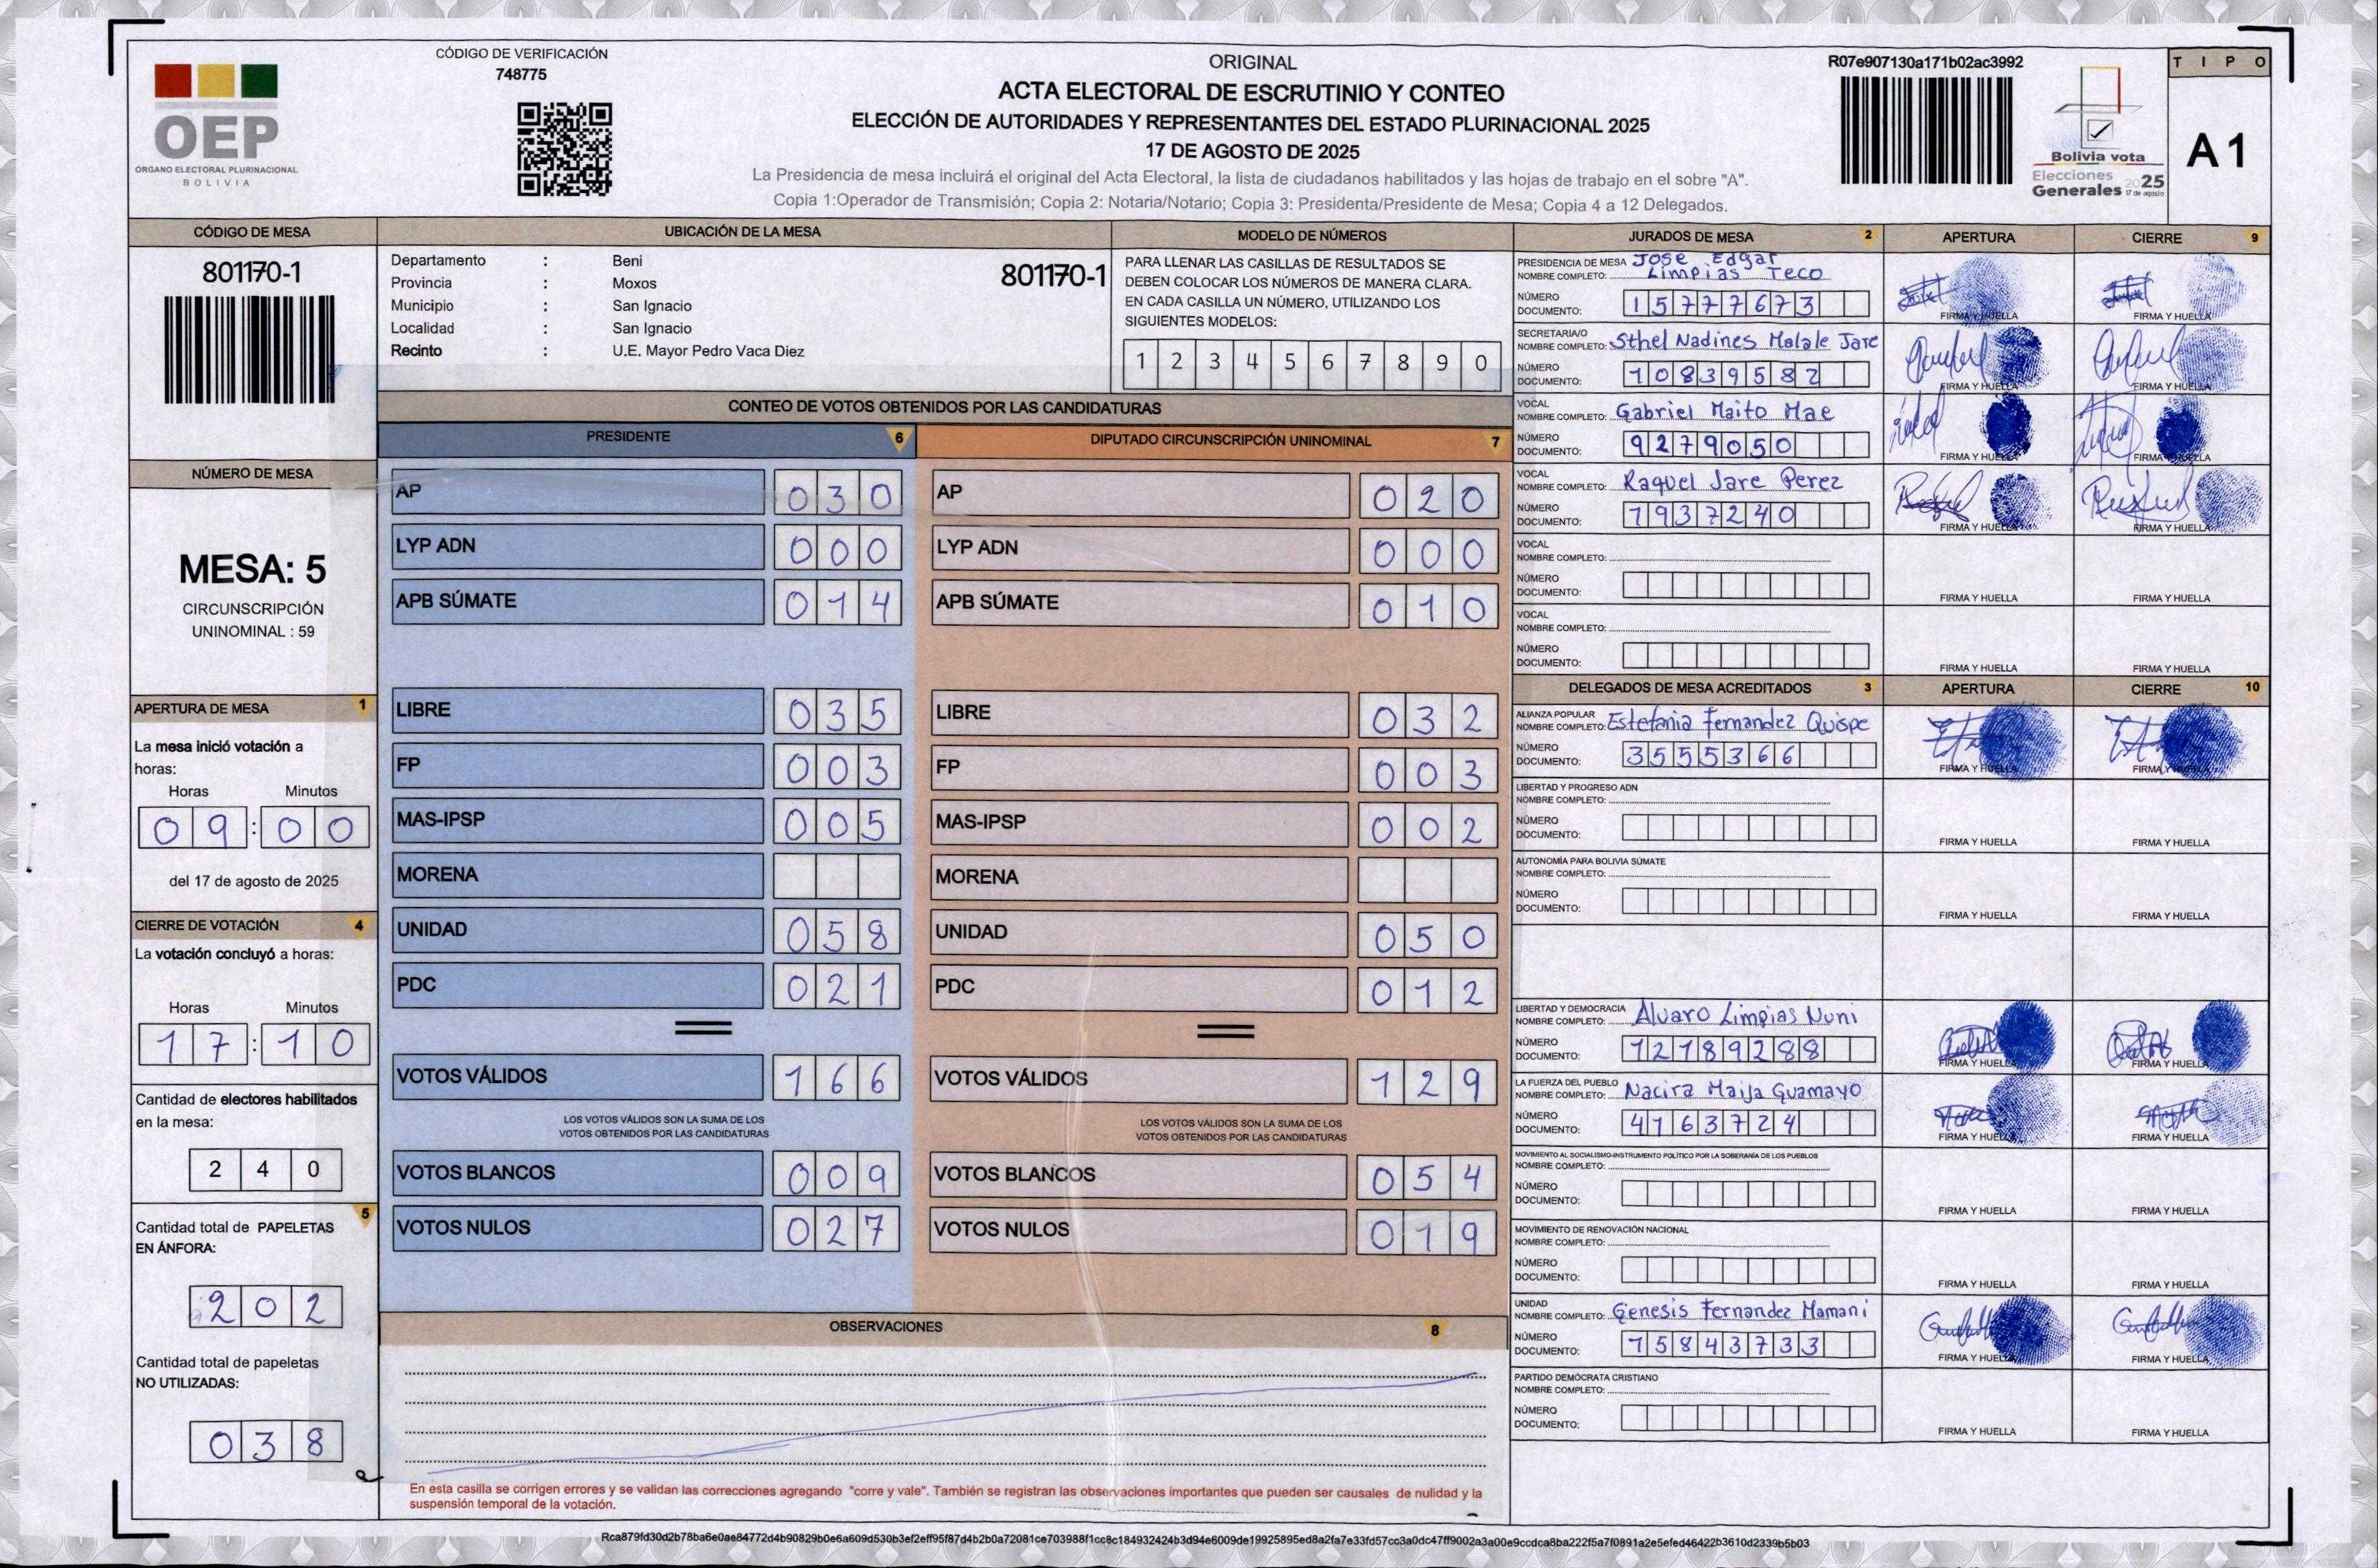 CÓDIGO DE VERIFICACIÓN
748775
OEP
ÓRGANO ELECTORAL PLURINACIONAL
BOLIVIA
ORIGINAL
ACTA ELECTORAL DE ESCRUTINIO Y CONTEO
ELECCIÓN DE AUTORIDADES Y REPRESENTANTES DEL ESTADO PLURINACIONAL 2025
17 DE AGOSTO DE 2025
La Presidencia de mesa incluirá el original del Acta Electoral, la lista de ciudadanos habilitados y las hojas de trabajo en el sobre "A".
Copia 1:Operador de Transmisión; Copia 2: Notaria/Notario; Copia 3: Presidenta/Presidente de Mesa; Copia 4 a 12 Delegados.
R07e907130a171b02ac3992
Bolivia vota
Elecciones
Generales 2025
17 de agosto
TIPO
A1
CÓDIGO DE MESA
801170-1
UBICACIÓN DE LA MESA
Departamento : Beni
Provincia : Moxos
Municipio : San Ignacio
Localidad : San Ignacio
Recinto : U.E. Mayor Pedro Vaca Diez
801170-1
MODELO DE NÚMEROS
PARA LLENAR LAS CASILLAS DE RESULTADOS SE
DEBEN COLOCAR LOS NÚMEROS DE MANERA CLARA.
EN CADA CASILLA UN NÚMERO, UTILIZANDO LOS
SIGUIENTES MODELOS:
1 2 3 4 5 6 7 8 9 0
NÚMERO DE MESA
MESA: 5
CIRCUNSCRIPCIÓN
UNINOMINAL : 59
APERTURA DE MESA 1
La mesa inició votación a
horas:
Horas Minutos
09:00
del 17 de agosto de 2025
CIERRE DE VOTACIÓN 4
La votación concluyó a horas:
Horas Minutos
17:10
Cantidad de electores habilitados
en la mesa:
240
5
Cantidad total de PAPELETAS
EN ÁNFORA:
202
Cantidad total de papeletas
NO UTILIZADAS:
038
CONTEO DE VOTOS OBTENIDOS POR LAS CANDIDATURAS
PRESIDENTE 6
AP 030
LYP ADN 000
APB SÚMATE 014
LIBRE 035
FP 003
MAS-IPSP 005
MORENA
UNIDAD 058
PDC 021
VOTOS VÁLIDOS 166
LOS VOTOS VÁLIDOS SON LA SUMA DE LOS
VOTOS OBTENIDOS POR LAS CANDIDATURAS
VOTOS BLANCOS 009
VOTOS NULOS 027
DIPUTADO CIRCUNSCRIPCIÓN UNINOMINAL 7
AP 020
LYP ADN 000
APB SÚMATE 010
LIBRE 032
FP 003
MAS-IPSP 002
MORENA
UNIDAD 050
PDC 012
VOTOS VÁLIDOS 129
LOS VOTOS VÁLIDOS SON LA SUMA DE LOS
VOTOS OBTENIDOS POR LAS CANDIDATURAS
VOTOS BLANCOS 054
VOTOS NULOS 019
OBSERVACIONES 8
En esta casilla se corrigen errores y se validan las correcciones agregando "corre y vale". También se registran las observaciones importantes que pueden ser causales de nulidad y la
suspensión temporal de la votación.
JURADOS DE MESA 2 APERTURA CIERRE 9
PRESIDENCIA DE MESA Jose Edgar
NOMBRE COMPLETO: Limpias Teco
NÚMERO
DOCUMENTO: 15777673
FIRMA Y HUELLA FIRMA Y HUELLA
SECRETARIA/O
NOMBRE COMPLETO: Sthel Nadines Malale Jare
NÚMERO
DOCUMENTO: 10839582
FIRMA Y HUELLA FIRMA Y HUELLA
VOCAL
NOMBRE COMPLETO: Gabriel Maito Mae
NÚMERO
DOCUMENTO: 9279050
FIRMA Y HUELLA FIRMA Y HUELLA
VOCAL
NOMBRE COMPLETO: Raquel Jare Perez
NÚMERO
DOCUMENTO: 1937240
FIRMA Y HUELLA FIRMA Y HUELLA
VOCAL
NOMBRE COMPLETO:
NÚMERO
DOCUMENTO:
FIRMA Y HUELLA FIRMA Y HUELLA
VOCAL
NOMBRE COMPLETO:
NÚMERO
DOCUMENTO:
FIRMA Y HUELLA FIRMA Y HUELLA
DELEGADOS DE MESA ACREDITADOS 3 APERTURA CIERRE 10
ALIANZA POPULAR
NOMBRE COMPLETO: Estefania Fernandez Quispe
NÚMERO
DOCUMENTO: 3555366
FIRMA Y HUELLA FIRMA Y HUELLA
LIBERTAD Y PROGRESO ADN
NOMBRE COMPLETO:
NÚMERO
DOCUMENTO:
FIRMA Y HUELLA FIRMA Y HUELLA
AUTONOMÍA PARA BOLIVIA SÚMATE
NOMBRE COMPLETO:
NÚMERO
DOCUMENTO:
FIRMA Y HUELLA FIRMA Y HUELLA
LIBERTAD Y DEMOCRACIA
NOMBRE COMPLETO: Alvaro Limpias Nuni
NÚMERO
DOCUMENTO: 12189288
FIRMA Y HUELLA FIRMA Y HUELLA
LA FUERZA DEL PUEBLO
NOMBRE COMPLETO: Nacira Maija Guamayo
NÚMERO
DOCUMENTO: 4163724
FIRMA Y HUELLA FIRMA Y HUELLA
MOVIMIENTO AL SOCIALISMO-INSTRUMENTO POLÍTICO POR LA SOBERANÍA DE LOS PUEBLOS
NOMBRE COMPLETO:
NÚMERO
DOCUMENTO:
FIRMA Y HUELLA FIRMA Y HUELLA
MOVIMIENTO DE RENOVACIÓN NACIONAL
NOMBRE COMPLETO:
NÚMERO
DOCUMENTO:
FIRMA Y HUELLA FIRMA Y HUELLA
UNIDAD
NOMBRE COMPLETO: Genesis Fernandez Mamani
NÚMERO
DOCUMENTO: 15843733
FIRMA Y HUELLA FIRMA Y HUELLA
PARTIDO DEMÓCRATA CRISTIANO
NOMBRE COMPLETO:
NÚMERO
DOCUMENTO:
FIRMA Y HUELLA FIRMA Y HUELLA